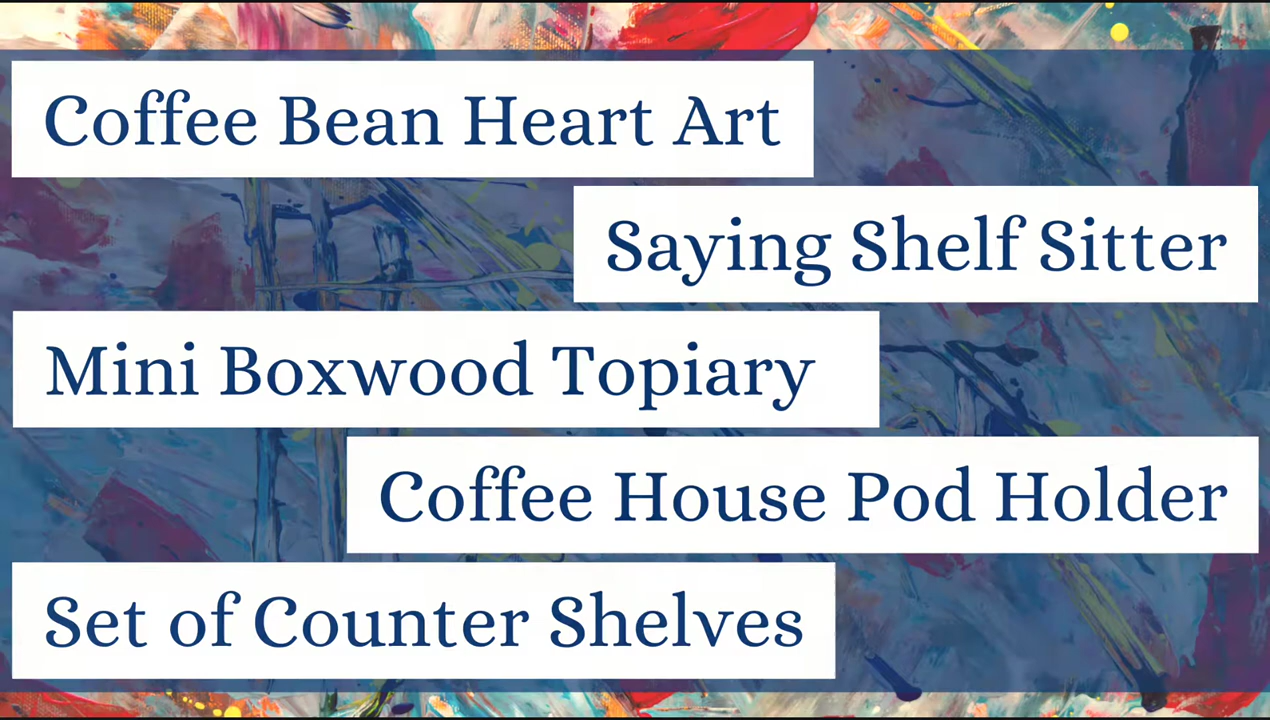 Coffee Bean Heart Art
Saying Shelf Sitter
Mini Boxwood Topiary
Coffee House Pod Holder
Set of Counter Shelves